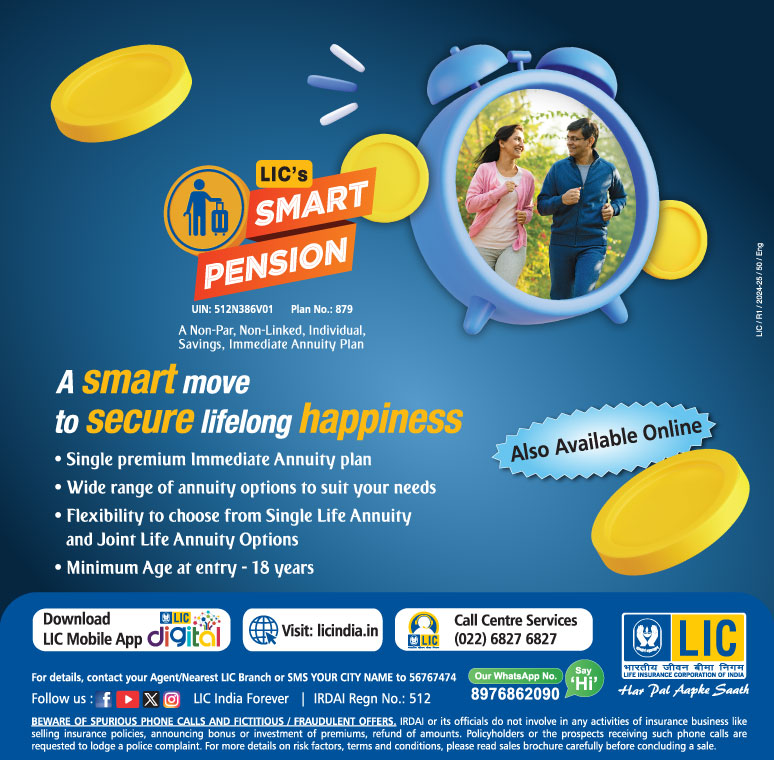 LIC's
SMART
PENSION
UIN: 512N386V01 Plan No.: 879
A Non-Par, Non-Linked, Individual,
Savings, Immediate Annuity Plan
LIC / R1 / 2024-25 / 50 / Eng
A smart move
to secure lifelong happiness
Also Available Online
• Single premium Immediate Annuity plan
• Wide range of annuity options to suit your needs
• Flexibility to choose from Single Life Annuity
and Joint Life Annuity Options
• Minimum Age at entry - 18 years
Download
LIC Mobile App
LIC
digital
Visit: licindia.in
LIC
Call Centre Services
(022) 6827 6827
LIC
भारतीय जीवन बीमा निगम
LIFE INSURANCE CORPORATION OF INDIA
Har Pal Aapke Saath
For details, contact your Agent/Nearest LIC Branch or SMS YOUR CITY NAME to 56767474
Our WhatsApp No.
8976862090
Say
'Hi'
Follow us : LIC India Forever | IRDAI Regn No.: 512
BEWARE OF SPURIOUS PHONE CALLS AND FICTITIOUS / FRAUDULENT OFFERS. IRDAI or its officials do not involve in any activities of insurance business like
selling insurance policies, announcing bonus or investment of premiums, refund of amounts. Policyholders or the prospects receiving such phone calls are
requested to lodge a police complaint. For more details on risk factors, terms and conditions, please read sales brochure carefully before concluding a sale.